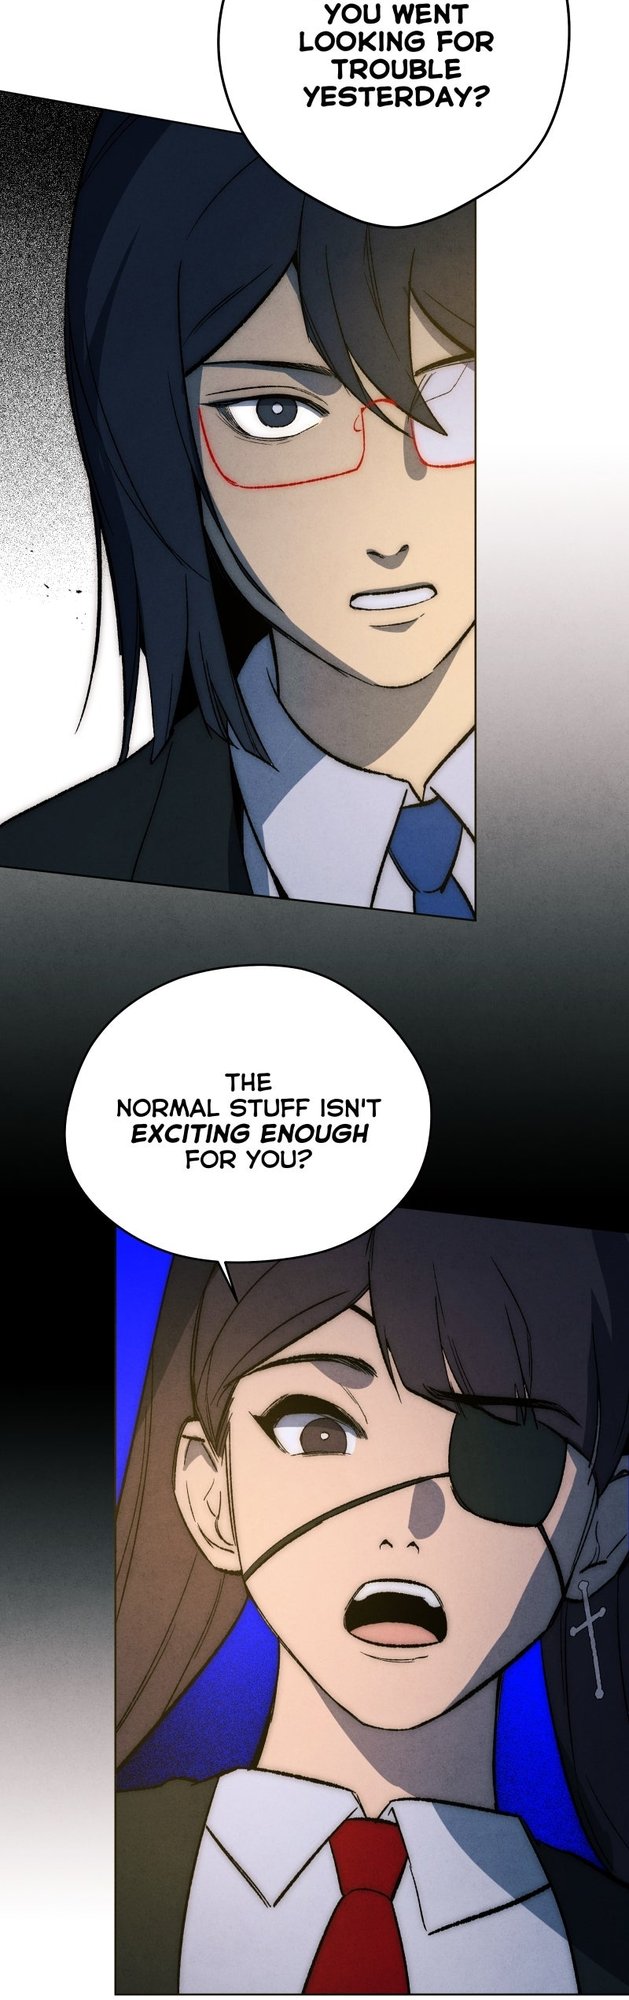 YOU WENT
LOOKING FOR
TROUBLE
YESTERDAY?
THE
NORMAL STUFF ISN'T
EXCITING ENOUGH
FOR YOU?